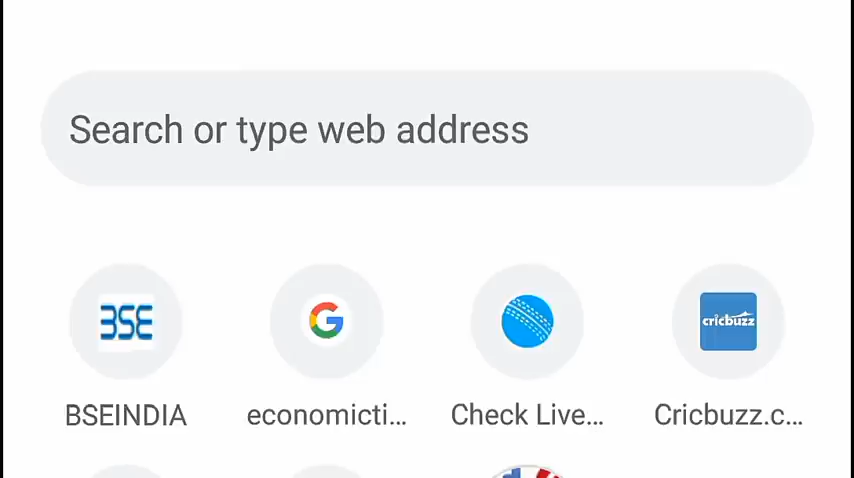 Search or type web address
BSE
G
cricbuzz
BSEINDIA
economicti...
Check Live...
Cricbuzz.c...